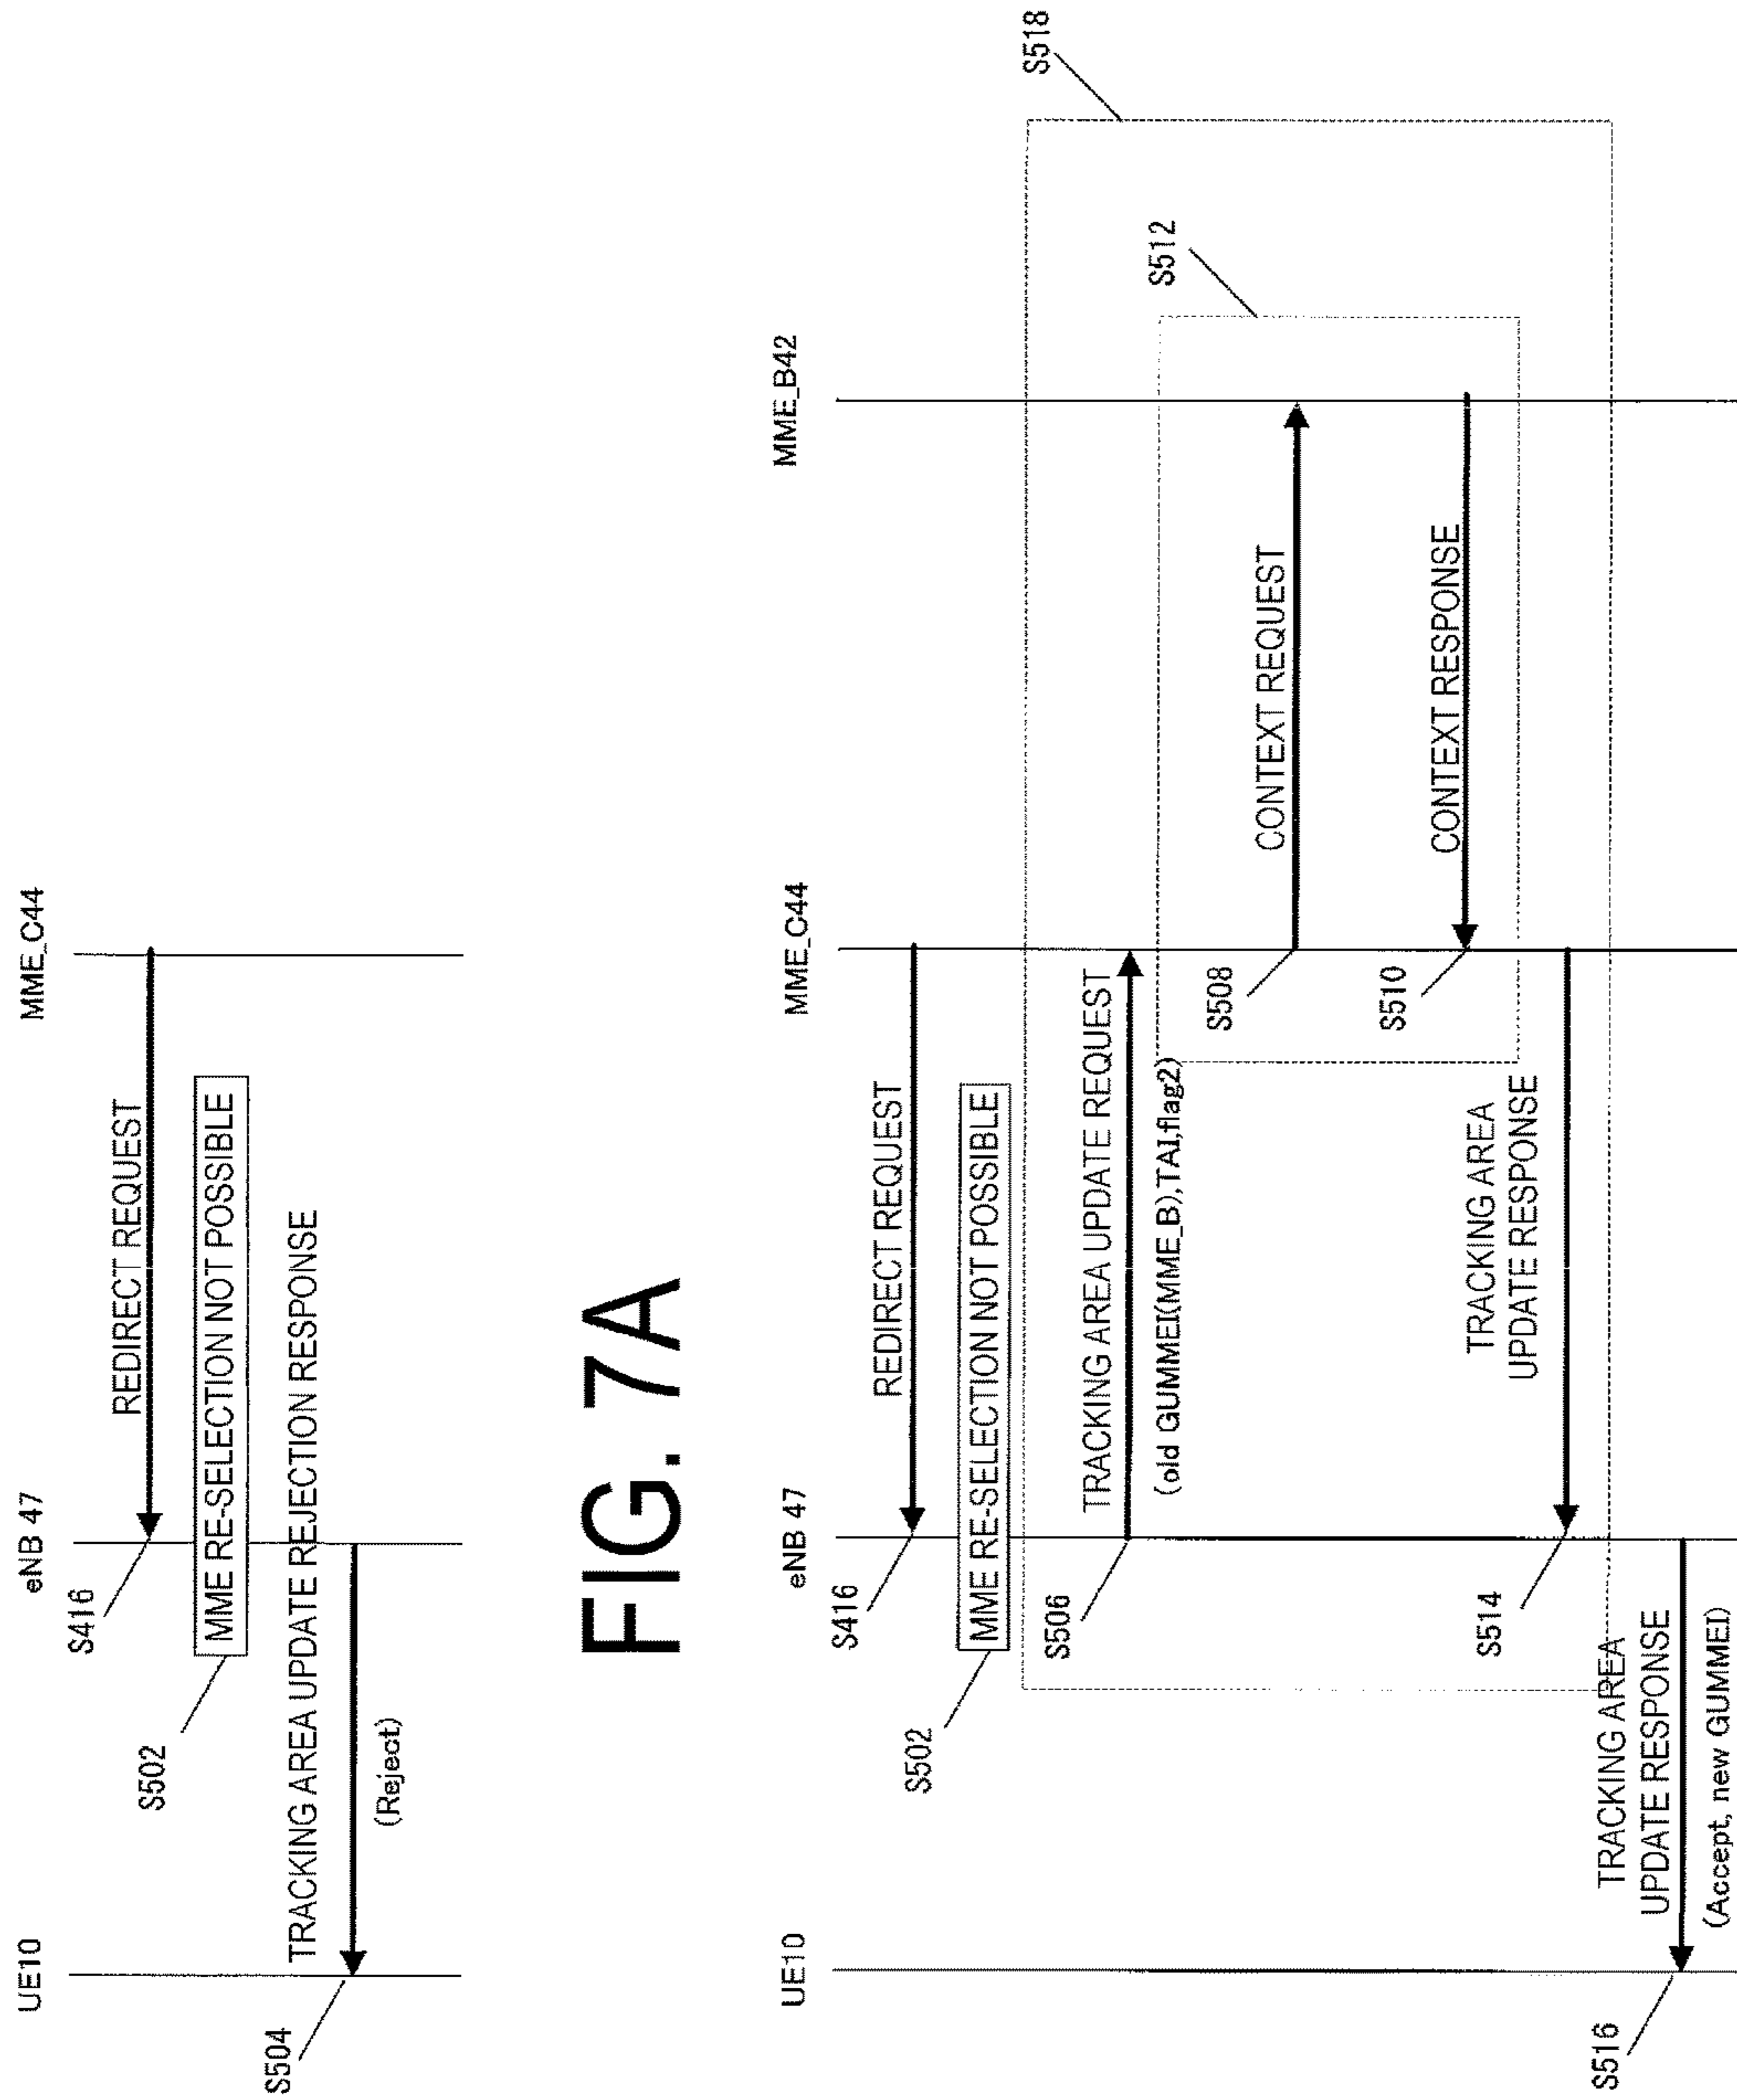 UE10
eNB 47
MME_C44
REDIRECT REQUEST
S416
MME RE-SELECTION NOT POSSIBLE
S502
TRACKING AREA UPDATE REJECTION RESPONSE
(Reject)
S504
FIG. 7A
UE10
eNB 47
MME_C44
MME_B42
REDIRECT REQUEST
S416
MME RE-SELECTION NOT POSSIBLE
S502
S518
TRACKING AREA UPDATE REQUEST
(old GUMMEI(MME_B),TAI,flag2)
S506
S512
CONTEXT REQUEST
S508
CONTEXT RESPONSE
S510
TRACKING AREA
UPDATE RESPONSE
S514
TRACKING AREA
UPDATE RESPONSE
(Accept, new GUMMEI)
S516